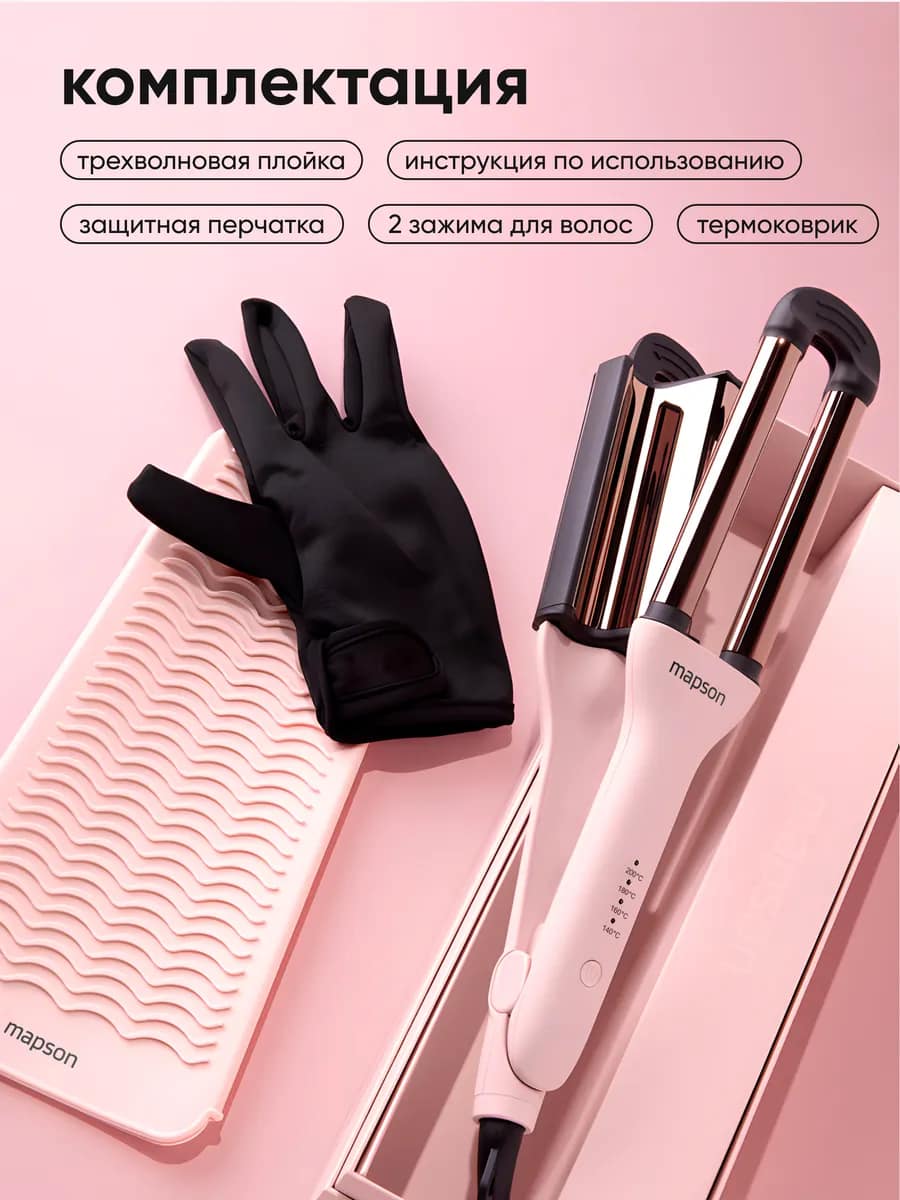 комплектация
трехволновая плойка инструкция по использованию
защитная перчатка 2 зажима для волос термоковрик
mapson
200°C
180°C
160°C
140°C
mapson
mapson